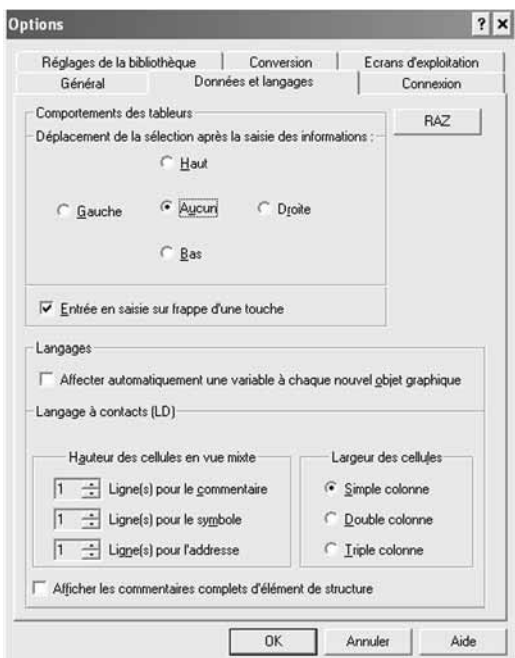 Options
Réglages de la bibliothèque Conversion Ecrans d'exploitation
Général Données et langages Connexion
Comportements des tableurs
RAZ
Déplacement de la sélection après la saisie des informations :
Haut
Gauche Aucun Droite
Bas
Entrée en saisie sur frappe d'une touche
Langages
Affecter automatiquement une variable à chaque nouvel objet graphique
Langage à contacts (LD)
Hauteur des cellules en vue mixte Largeur des cellules
1 Ligne(s) pour le commentaire Simple colonne
1 Ligne(s) pour le symbole Double colonne
1 Ligne(s) pour l'addresse Triple colonne
Afficher les commentaires complets d'élément de structure
OK Annuler Aide